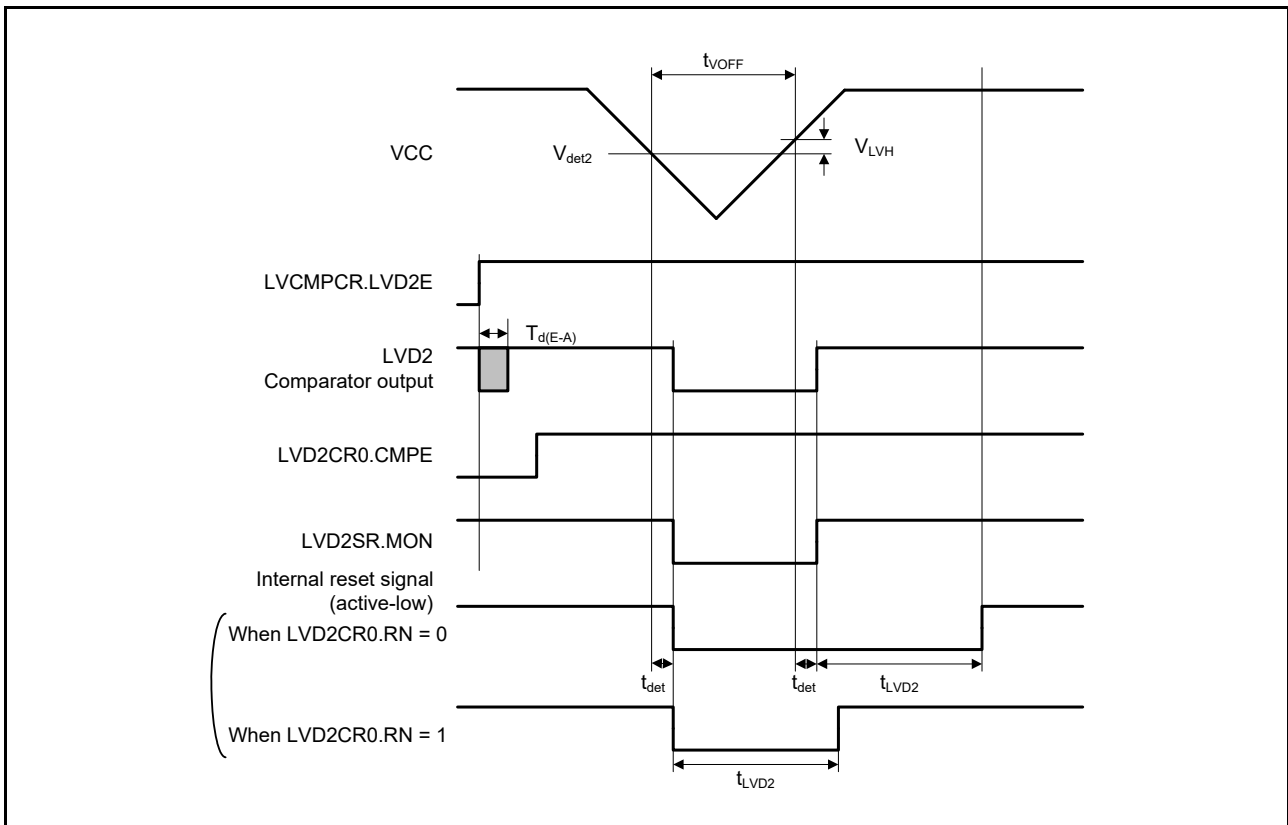 tVOFF
VCC
Vdet2
VLVH
LVCMPCR.LVD2E
Td(E-A)
LVD2
Comparator output
LVD2CR0.CMPE
LVD2SR.MON
Internal reset signal
(active-low)
When LVD2CR0.RN = 0
tdet
tdet
tLVD2
When LVD2CR0.RN = 1
tLVD2